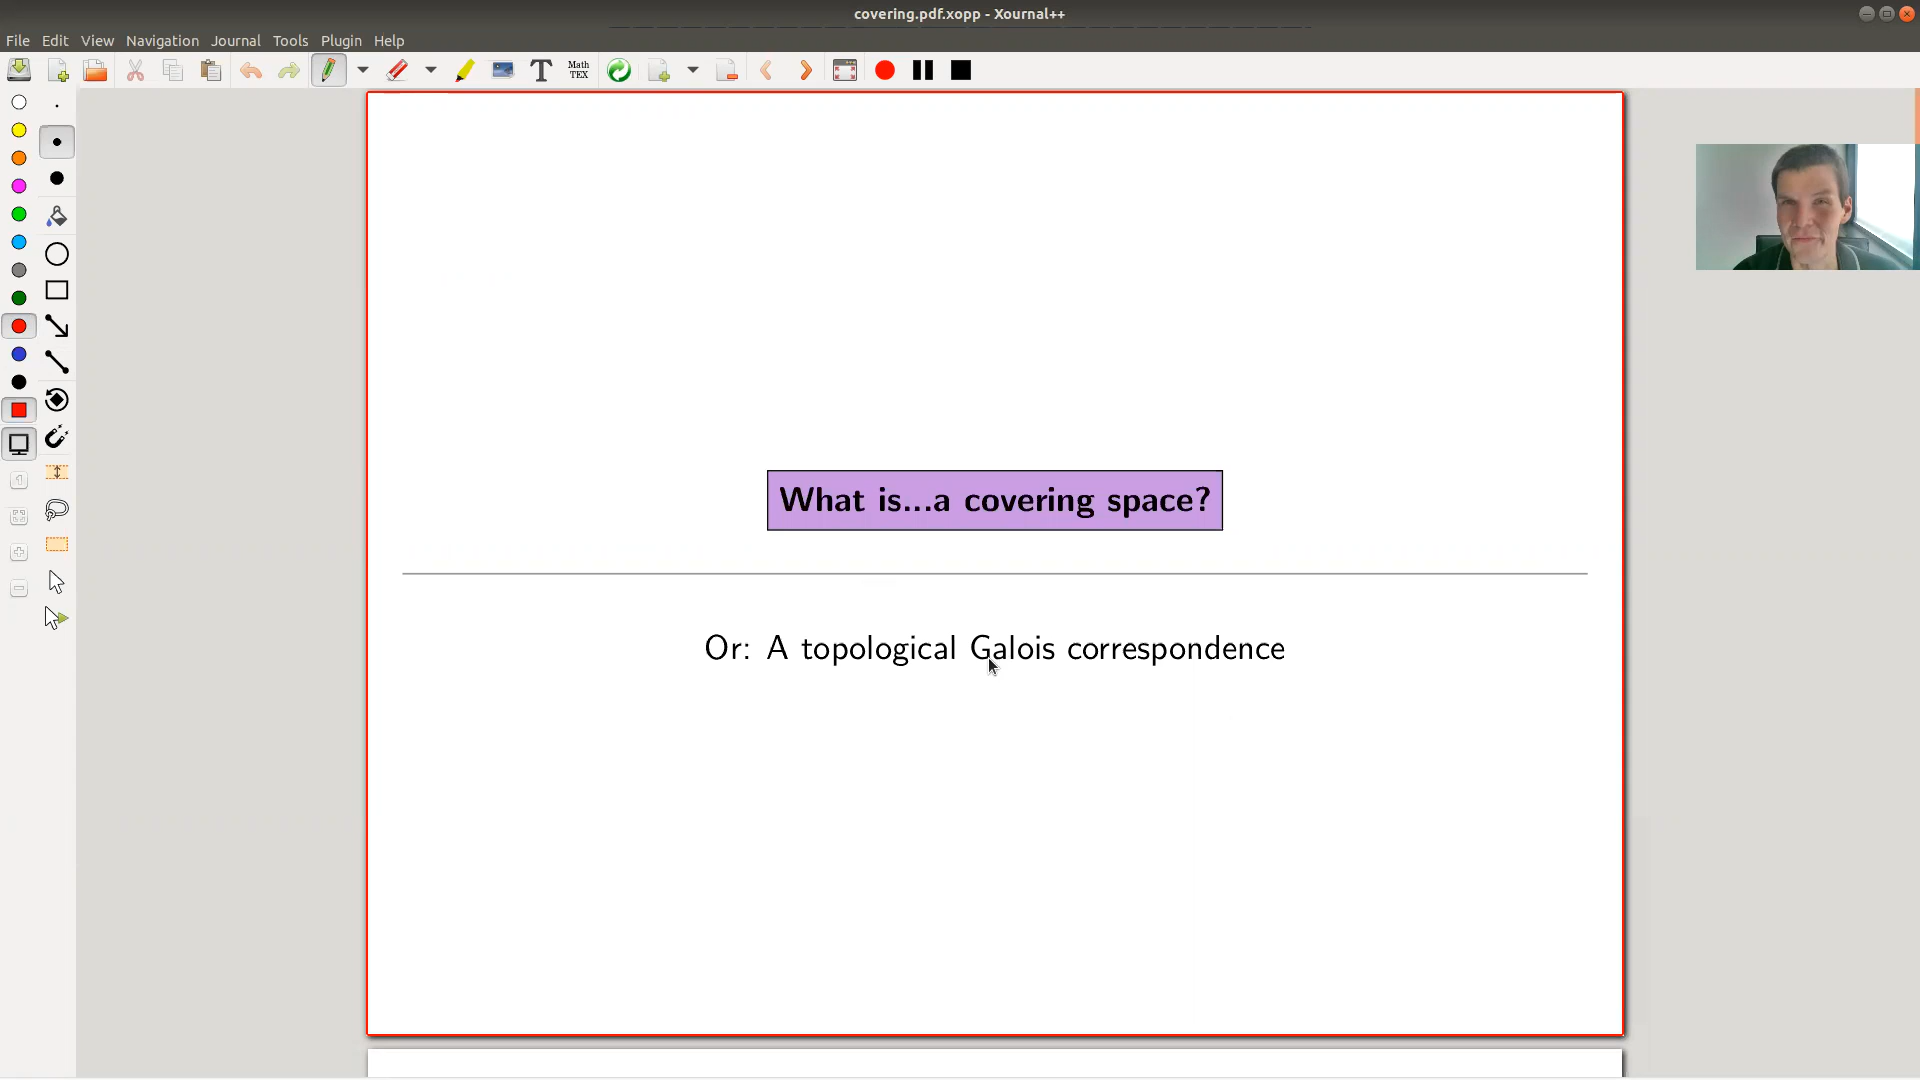 covering.pdf.xopp - Xournal++
File Edit View Navigation Journal Tools Plugin Help
Math
TEX
What is...a covering space?
Or: A topological Galois correspondence